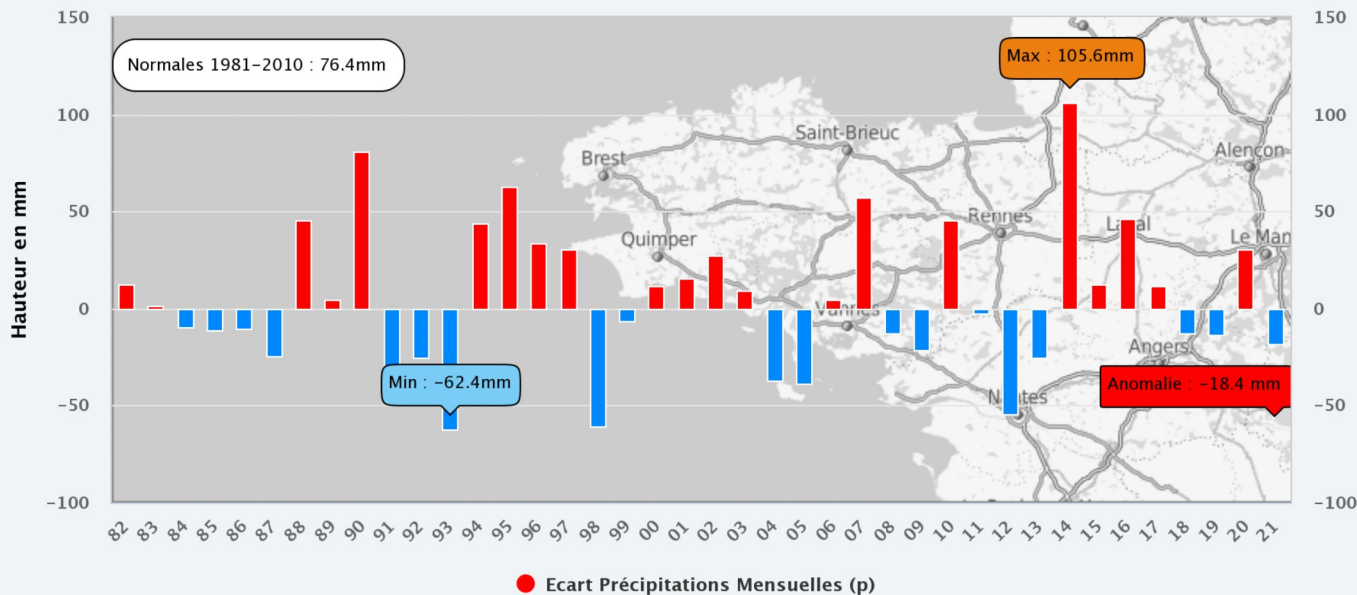 150
150
Normales 1981-2010 : 76.4mm
Max : 105.6mm
100
100
Saint-Brieuc
Alençon
Brest
50
50
Rennes
Laval
Quimper
Le Man
0
0
Vannes
Angers
Min : -62.4mm
Anomalie : -18.4 mm
Nantes
-50
-50
-100
-100
Hauteur en mm
82 83 84 85 86 87 88 89 90 91 92 93 94 95 96 97 98 99 00 01 02 03 04 05 06 07 08 09 10 11 12 13 14 15 16 17 18 19 20 21
Ecart Précipitations Mensuelles (p)